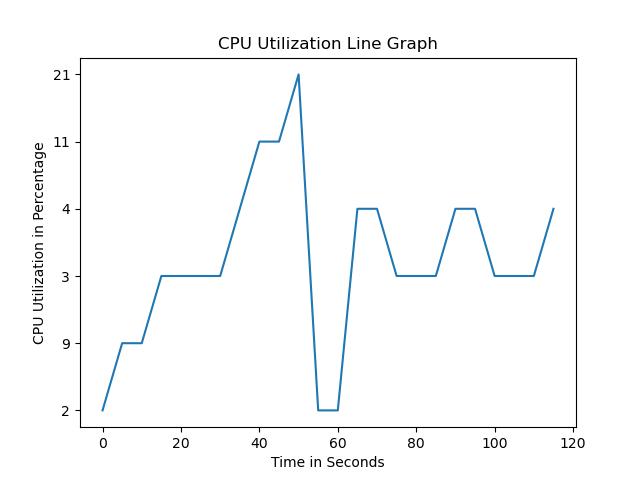 CPU Utilization Line Graph
21
11
4
3
9
2
CPU Utilization in Percentage
0 20 40 60 80 100 120
Time in Seconds